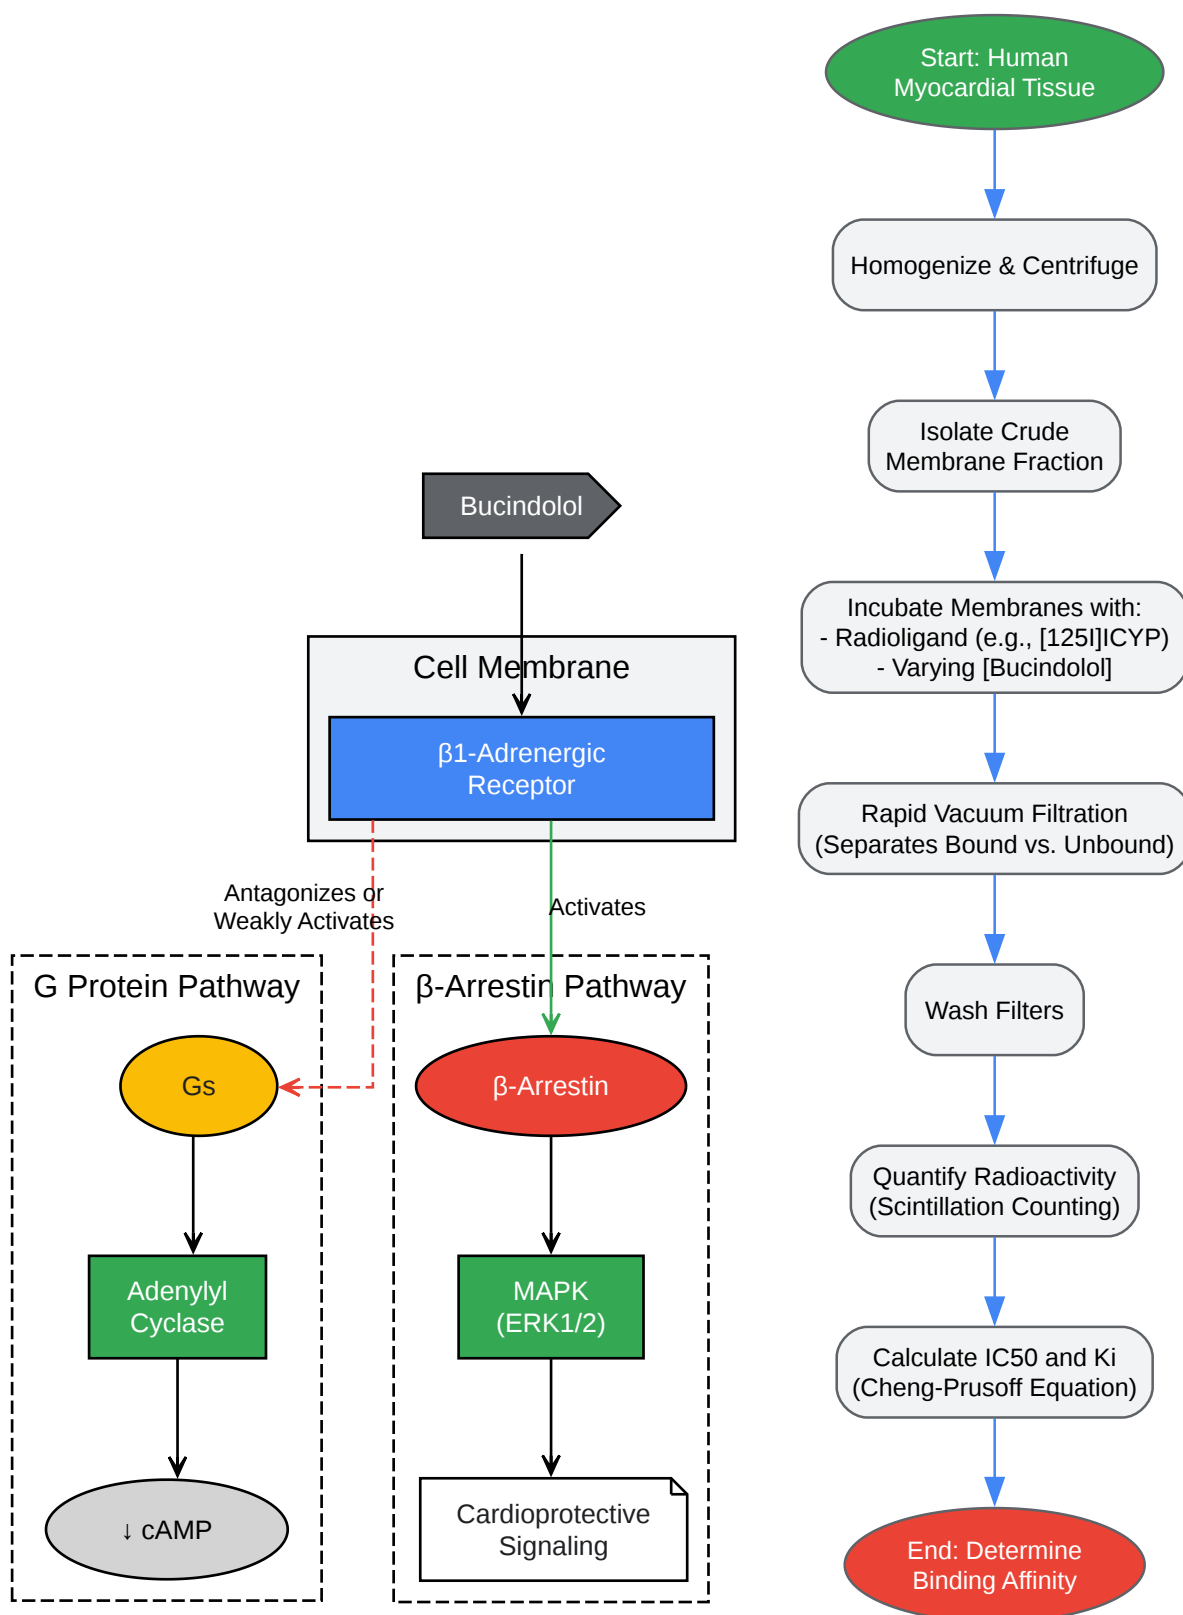 Bucindolol
Cell Membrane
β1-Adrenergic
Receptor
Antagonizes or
Weakly Activates
Activates
G Protein Pathway
Gs
Adenylyl
Cyclase
↓ cAMP
β-Arrestin Pathway
β-Arrestin
MAPK
(ERK1/2)
Cardioprotective
Signaling
Start: Human
Myocardial Tissue
Homogenize & Centrifuge
Isolate Crude
Membrane Fraction
Incubate Membranes with:
- Radioligand (e.g., [125I]ICYP)
- Varying [Bucindolol]
Rapid Vacuum Filtration
(Separates Bound vs. Unbound)
Wash Filters
Quantify Radioactivity
(Scintillation Counting)
Calculate IC50 and Ki
(Cheng-Prusoff Equation)
End: Determine
Binding Affinity